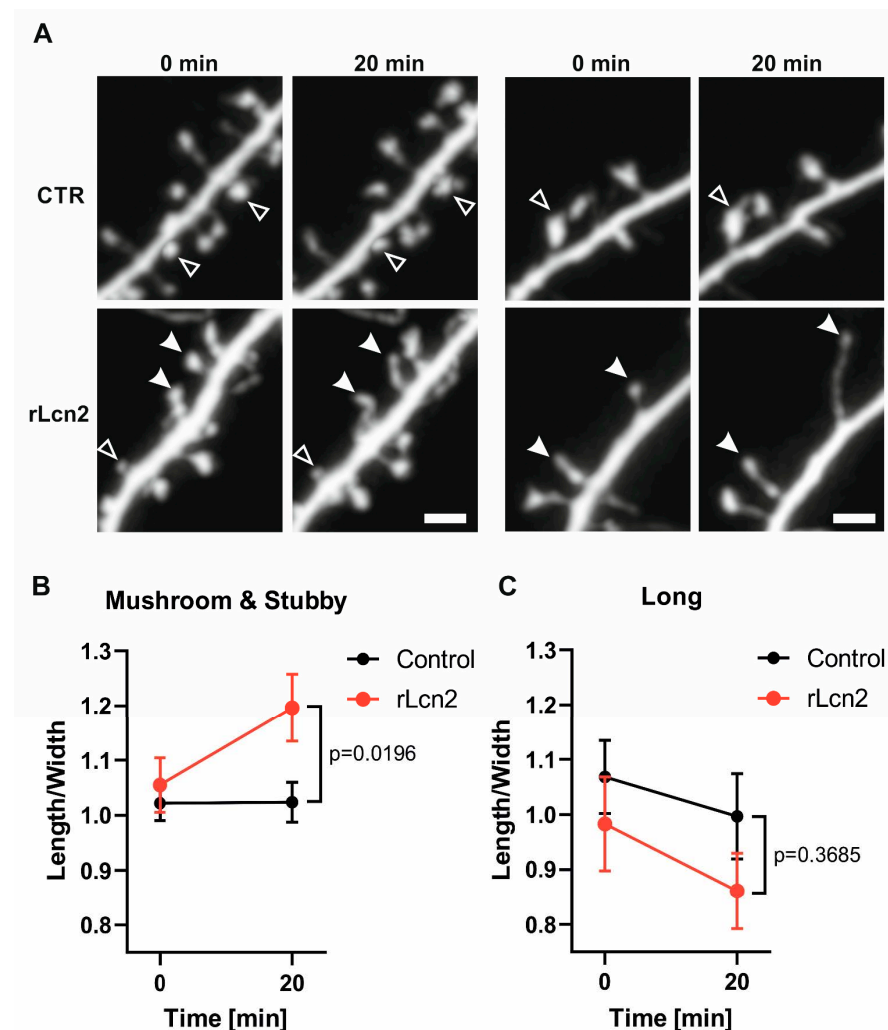 A
0 min 20 min 0 min 20 min
CTR
rLcn2
B Mushroom & Stubby
Length/Width
1.3
1.2
1.1
1.0
0.9
0.8
Control
rLcn2
p=0.0196
0 20
Time [min]
C Long
Length/Width
1.3
1.2
1.1
1.0
0.9
0.8
Control
rLcn2
p=0.3685
0 20
Time [min]